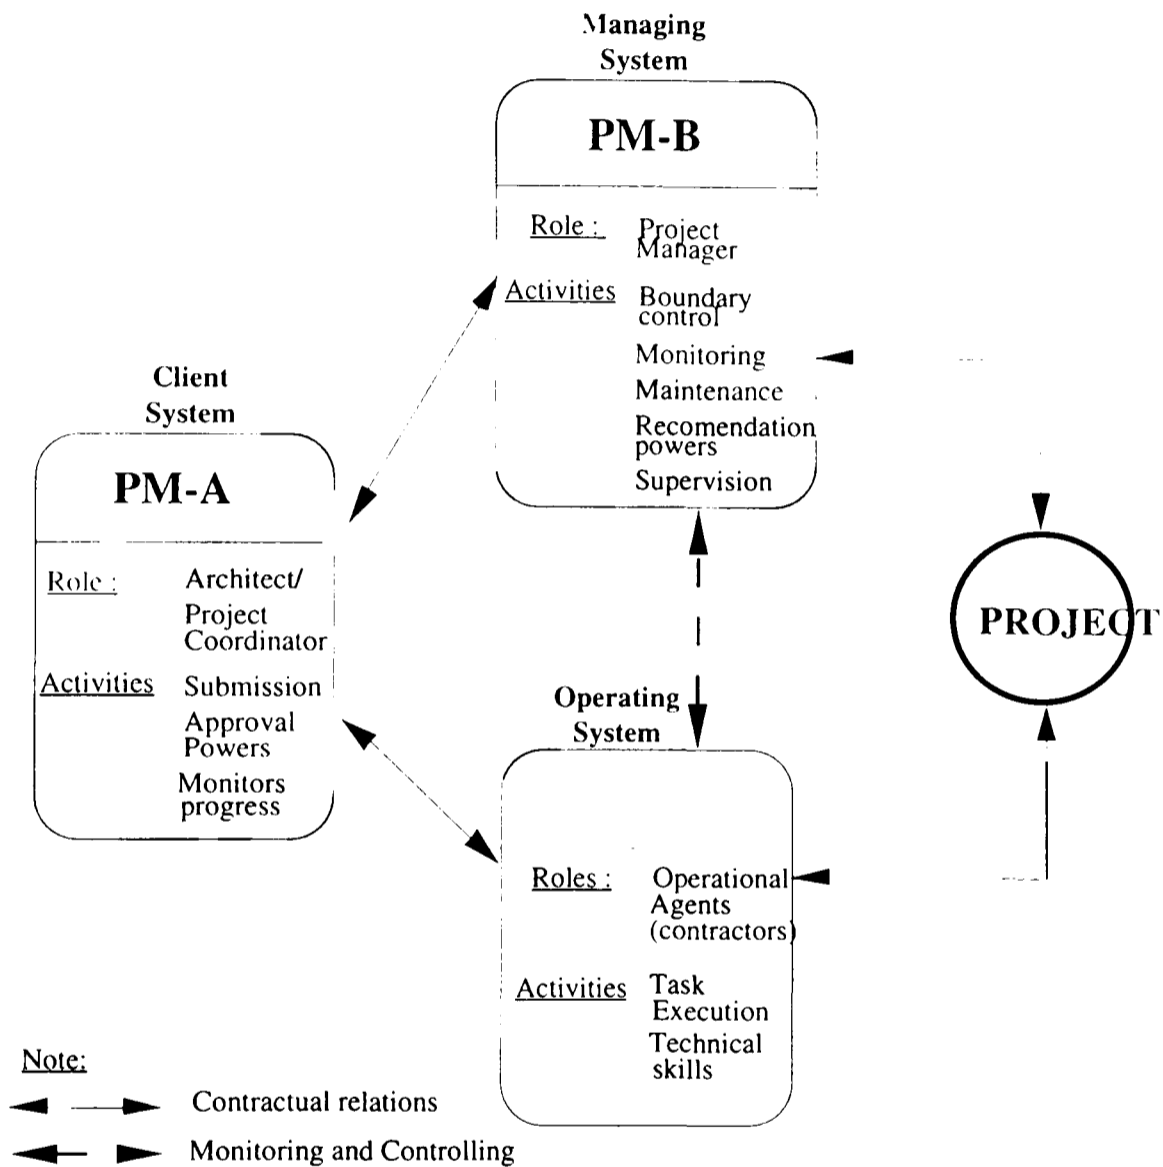 Managing
System
PM-B
Role :
Project
Manager
Activities
Boundary
control
Monitoring
Maintenance
Recomendation
powers
Supervision
Client
System
PM-A
Role :
Architect/
Project
Coordinator
Activities
Submission
Approval
Powers
Monitors
progress
PROJECT
Operating
System
Roles :
Operational
Agents
(contractors)
Activities
Task
Execution
Technical
skills
Note:
Contractual relations
Monitoring and Controlling